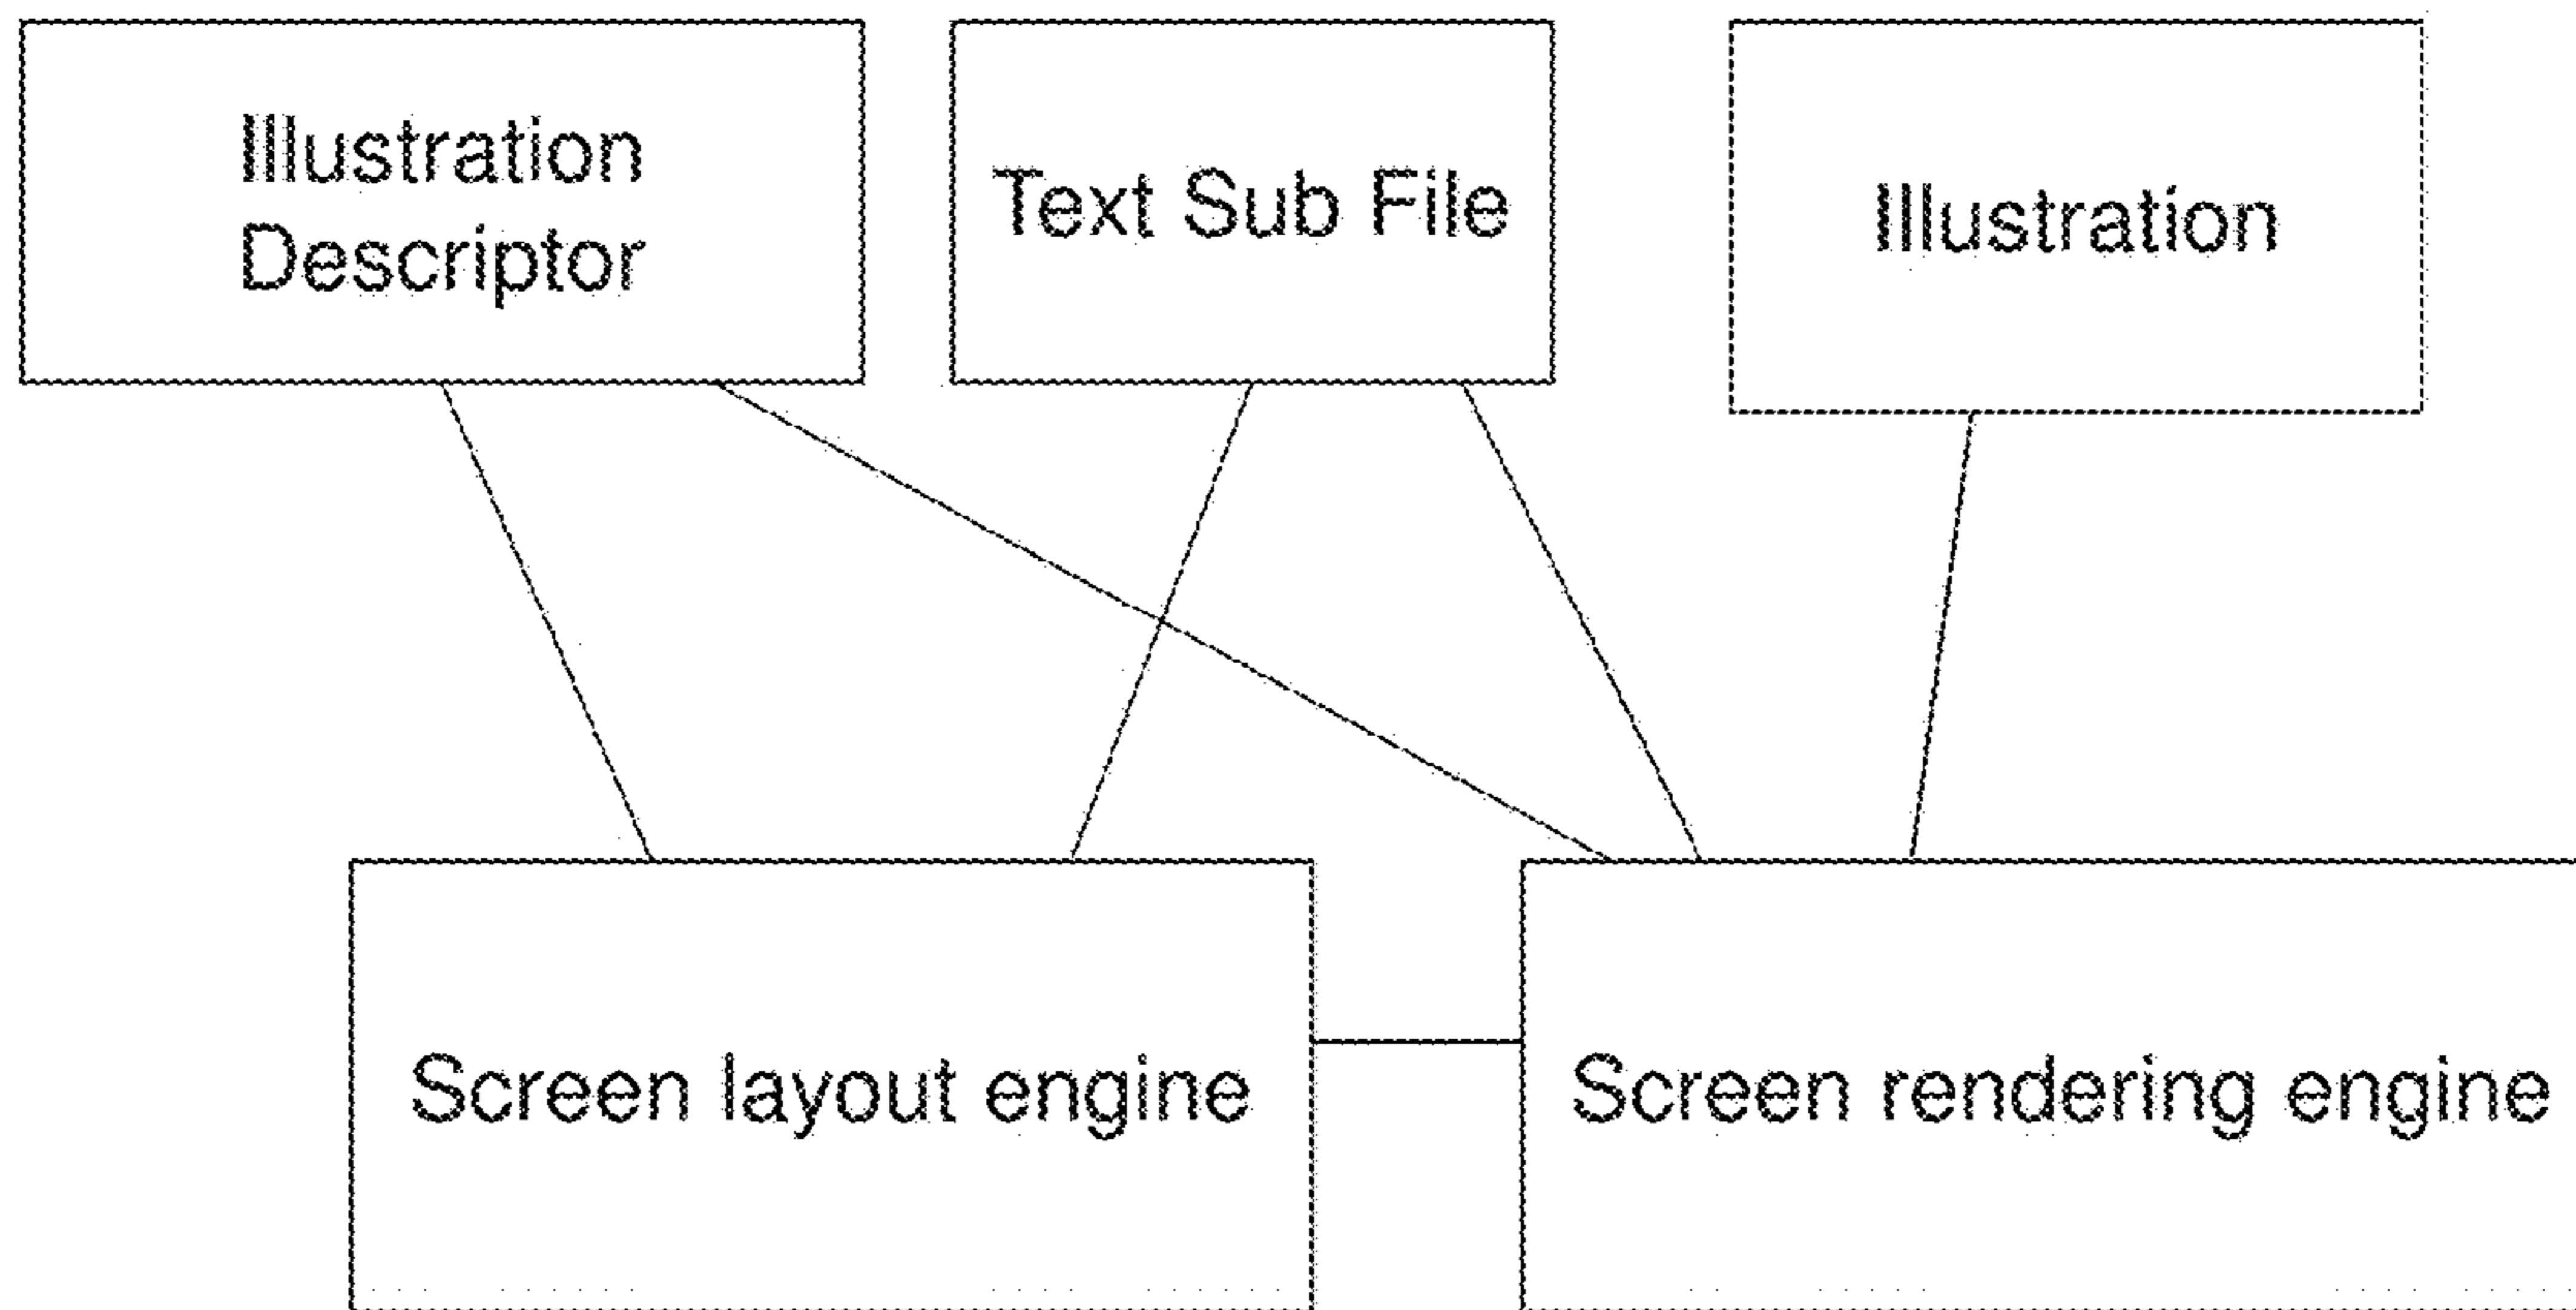 Illustration
Descriptor
Text Sub File
Illustration
Screen layout engine
Screen rendering engine